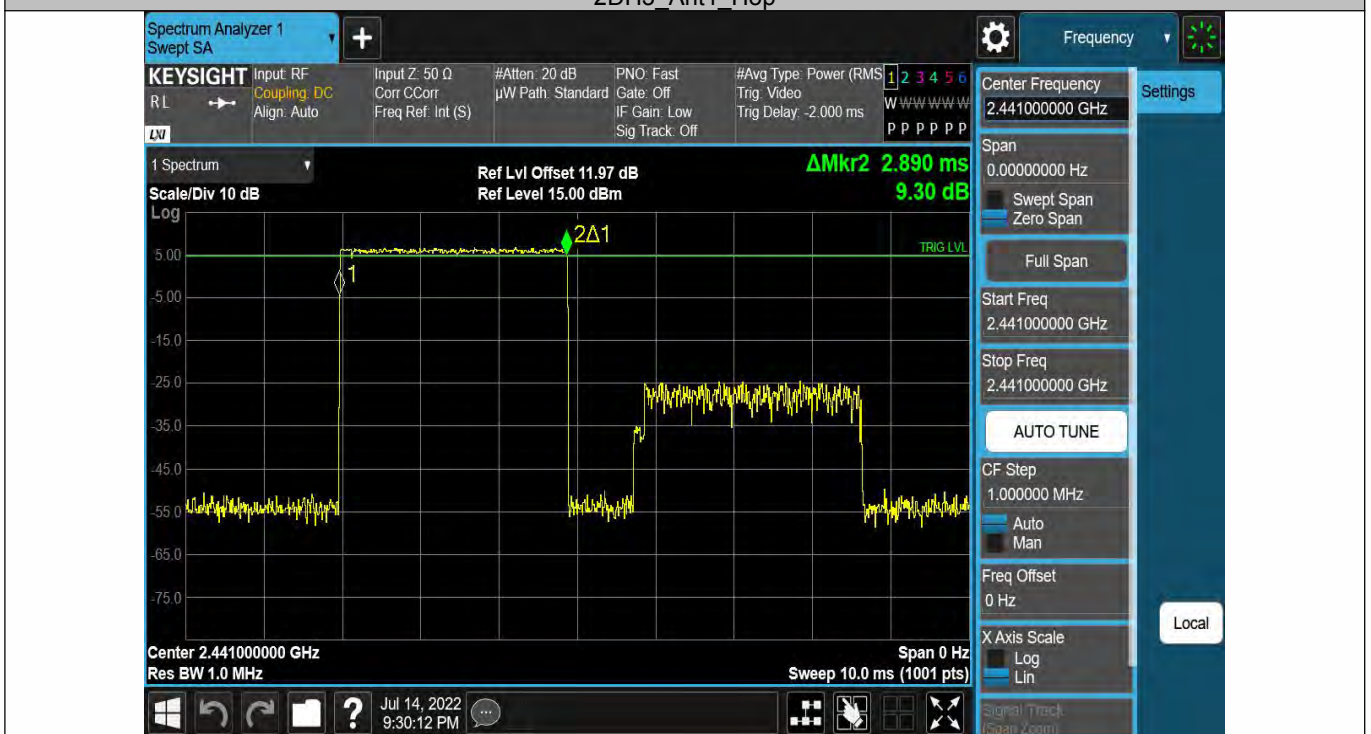 2DH5_Ant1_Hop
Spectrum Analyzer 1
Swept SA
Frequency
KEYSIGHT
RL
LXI
Input: RF
Coupling: DC
Align: Auto
Input Z: 50 Ω
Corr CCorr
Freq Ref: Int (S)
#Atten: 20 dB
µW Path: Standard
PNO: Fast
Gate: Off
IF Gain: Low
Sig Track: Off
#Avg Type: Power (RMS
Trig: Video
Trig Delay: -2.000 ms
1 2 3 4 5 6
W W W W W W
P P P P P P
1 Spectrum
Scale/Div 10 dB
Log
Ref Lvl Offset 11.97 dB
Ref Level 15.00 dBm
ΔMkr2 2.890 ms
9.30 dB
2Δ1
TRIG LVL
1
5.00
-5.00
-15.0
-25.0
-35.0
-45.0
-55.0
-65.0
-75.0
Center 2.441000000 GHz
Res BW 1.0 MHz
Span 0 Hz
Sweep 10.0 ms (1001 pts)
Jul 14, 2022
9:30:12 PM
Center Frequency
2.441000000 GHz
Settings
Span
0.00000000 Hz
Swept Span
Zero Span
Full Span
Start Freq
2.441000000 GHz
Stop Freq
2.441000000 GHz
AUTO TUNE
CF Step
1.000000 MHz
Auto
Man
Freq Offset
0 Hz
X Axis Scale
Log
Lin
Local
Signal Track
(Span Zoom)